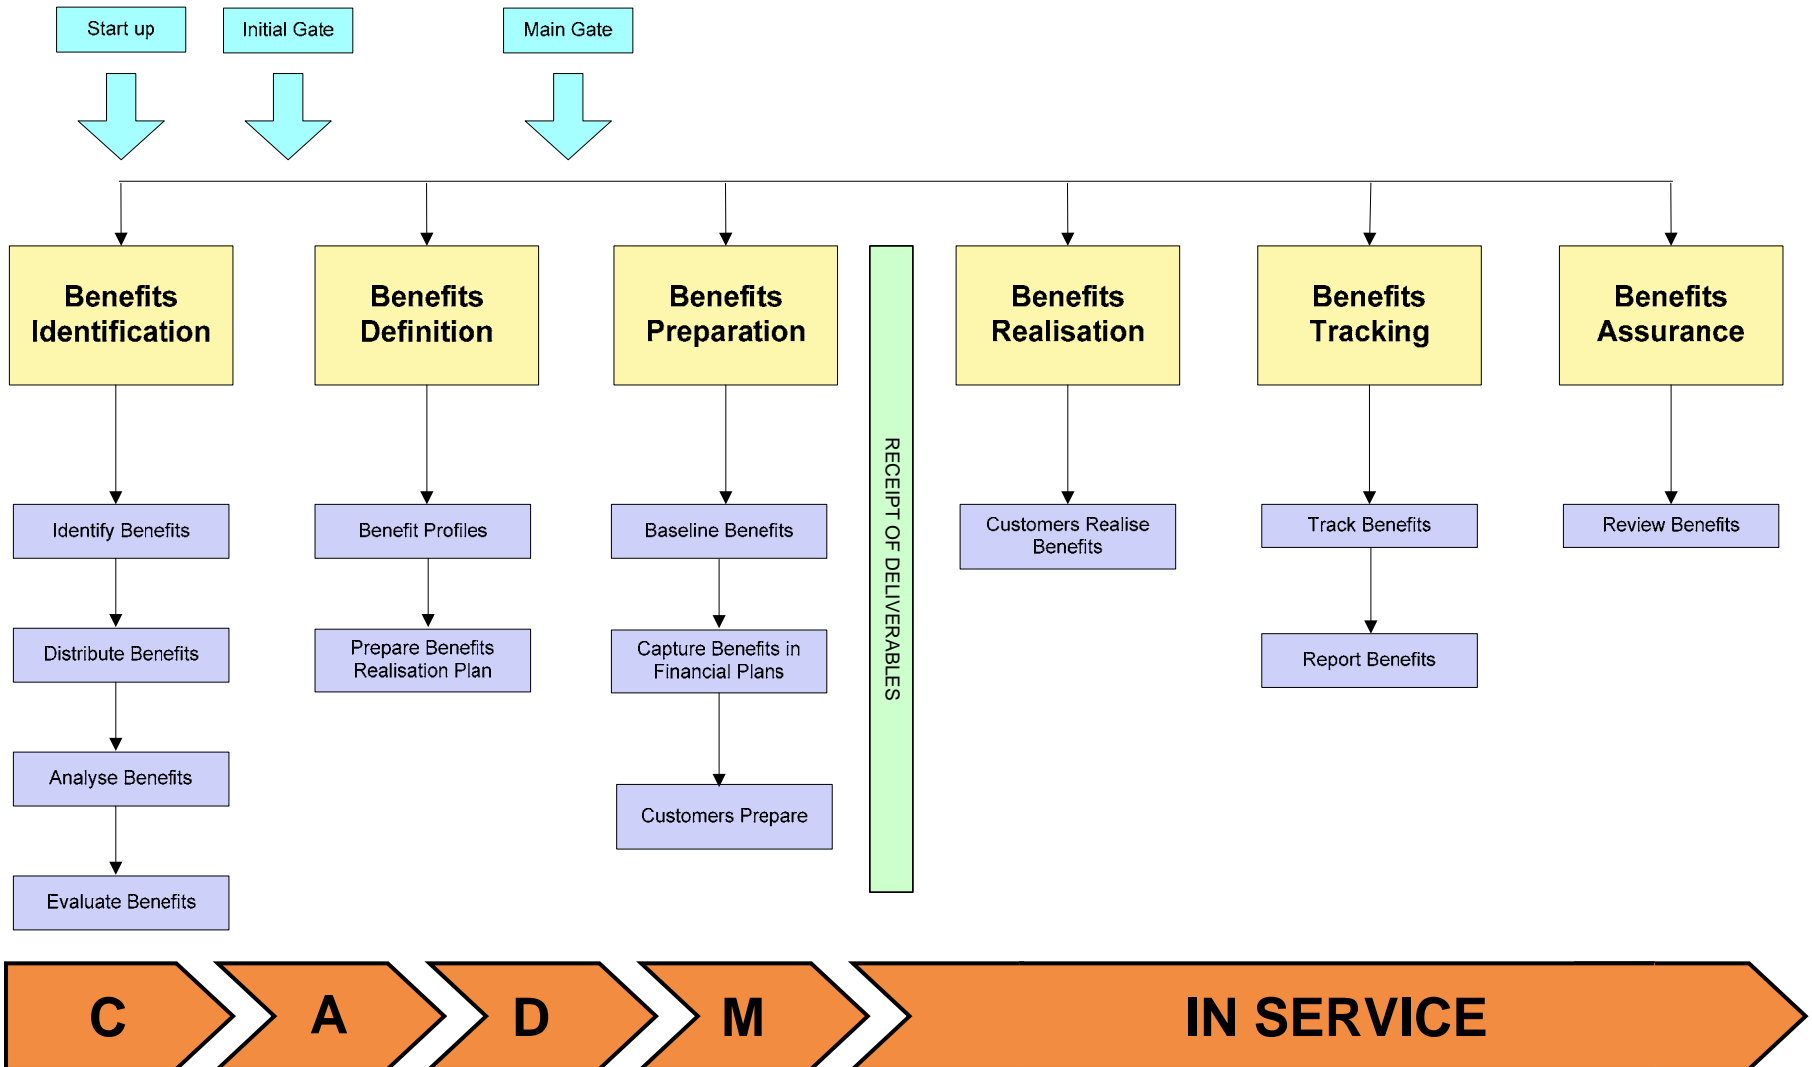 Start up
Initial Gate
Main Gate
Benefits
Identification
Benefits
Definition
Benefits
Preparation
Benefits
Realisation
Benefits
Tracking
Benefits
Assurance
RECEIPT OF DELIVERABLES
Identify Benefits
Distribute Benefits
Analyse Benefits
Evaluate Benefits
Benefit Profiles
Prepare Benefits
Realisation Plan
Baseline Benefits
Capture Benefits in
Financial Plans
Customers Prepare
Customers Realise
Benefits
Track Benefits
Report Benefits
Review Benefits
C
A
D
M
IN SERVICE